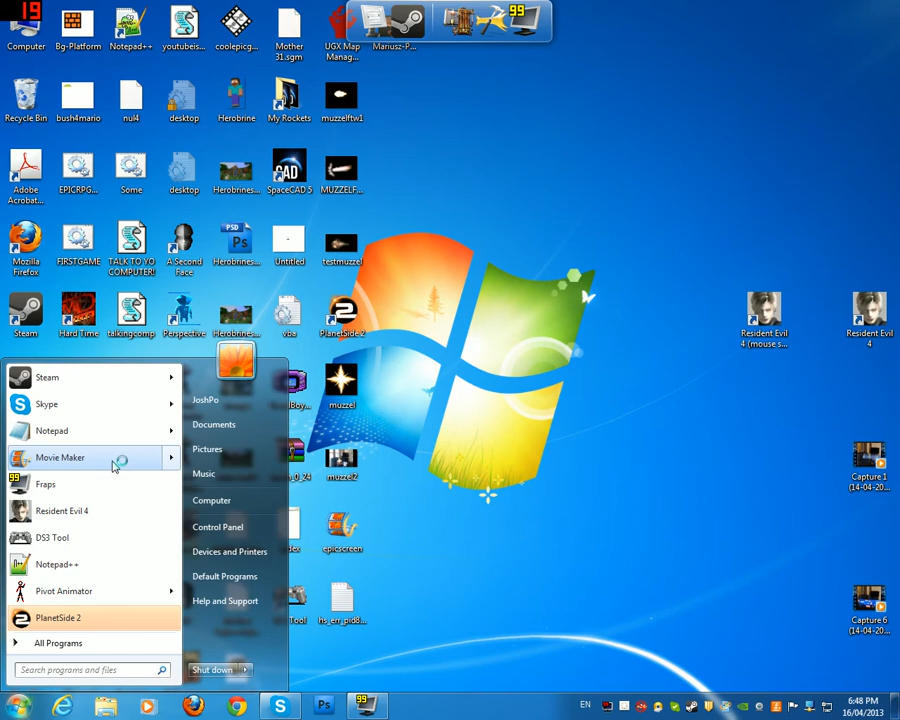 19
Computer
Bg-Platform
Notepad++
youtubeis...
coolepicg...
Mother
31.sgm
UGX Map
Manag...
Mariusz-P...
99
Recycle Bin
bush4mario
nul4
desktop
Herobrine
My Rockets
muzzelftw1
Adobe
Acrobat...
EPICRPG...
Some
desktop
Herobrines...
SpaceCAD 5
MUZZELF...
Mozilla
Firefox
FIRSTGAME
TALK TO YO
COMPUTER!
A Second
Face
Herobrines...
Untitled
testmuzzel
Steam
Hard Time
talkingcomp
Perspective
Herobrines...
vba
PlanetSide 2
Resident Evil
4 (mouse s...
Resident Evil
4
Steam
Skype
Notepad
Movie Maker
Fraps
Resident Evil 4
DS3 Tool
Notepad++
Pivot Animator
PlanetSide 2
All Programs
Search programs and files
JoshPo
Documents
Pictures
Music
Computer
Control Panel
Devices and Printers
Default Programs
Help and Support
Shut down
muzzel
muzzel2
epicscreen
hs_err_pid8...
Capture 1
(14-04-20...
Capture 6
(14-04-20...
EN
6:48 PM
16/04/2013